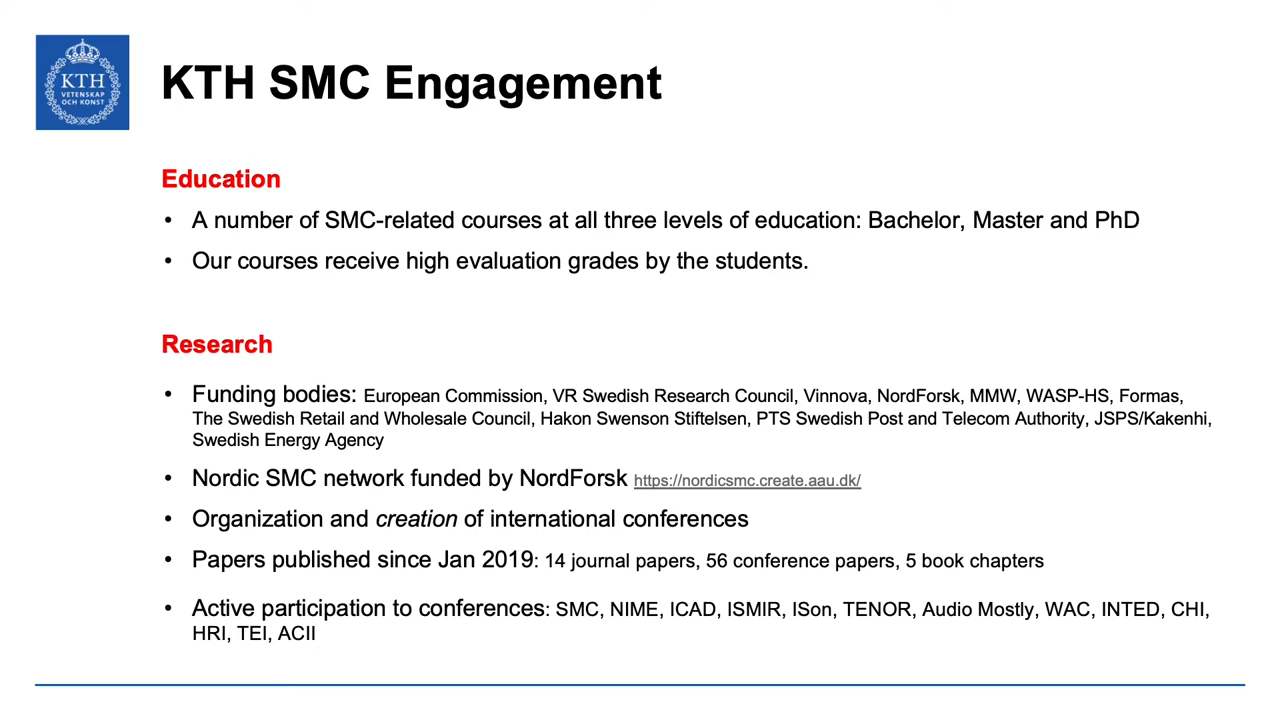 KTH
VETENSKAP
OCH KONST
KTH SMC Engagement
Education
• A number of SMC-related courses at all three levels of education: Bachelor, Master and PhD
• Our courses receive high evaluation grades by the students.
Research
• Funding bodies: European Commission, VR Swedish Research Council, Vinnova, NordForsk, MMW, WASP-HS, Formas,
The Swedish Retail and Wholesale Council, Hakon Swenson Stiftelsen, PTS Swedish Post and Telecom Authority, JSPS/Kakenhi,
Swedish Energy Agency
• Nordic SMC network funded by NordForsk https://nordicsmc.create.aau.dk/
• Organization and creation of international conferences
• Papers published since Jan 2019: 14 journal papers, 56 conference papers, 5 book chapters
• Active participation to conferences: SMC, NIME, ICAD, ISMIR, ISon, TENOR, Audio Mostly, WAC, INTED, CHI,
HRI, TEI, ACII